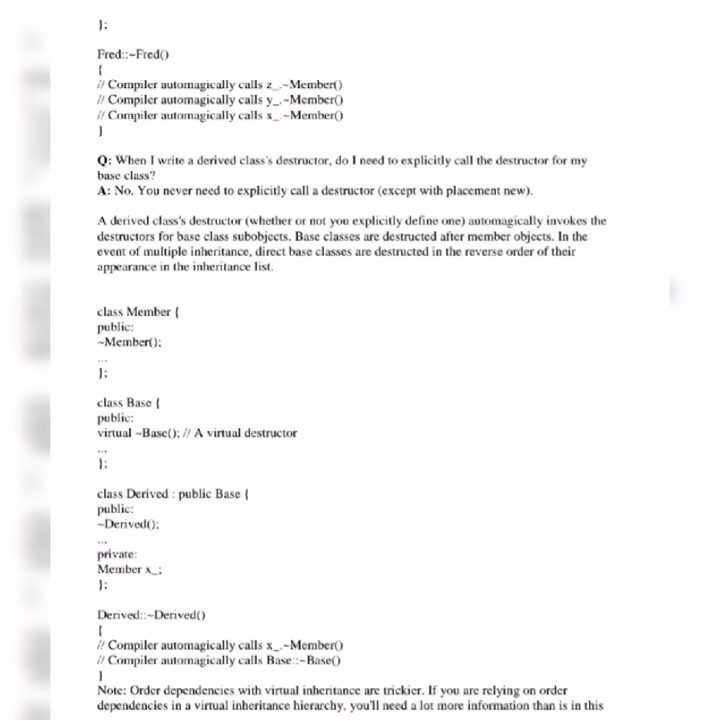 };
Fred::~Fred()
{
// Compiler automagically calls z_.~Member()
// Compiler automagically calls y_.~Member()
// Compiler automagically calls x_.~Member()
}
Q: When I write a derived class's destructor, do I need to explicitly call the destructor for my
base class?
A: No. You never need to explicitly call a destructor (except with placement new).
A derived class's destructor (whether or not you explicitly define one) automagically invokes the
destructors for base class subobjects. Base classes are destructed after member objects. In the
event of multiple inheritance, direct base classes are destructed in the reverse order of their
appearance in the inheritance list.
class Member {
public:
~Member();
...
};
class Base {
public:
virtual ~Base(); // A virtual destructor
...
};
class Derived : public Base {
public:
~Derived();
...
private:
Member x_;
};
Derived::~Derived()
{
// Compiler automagically calls x_.~Member()
// Compiler automagically calls Base::~Base()
}
Note: Order dependencies with virtual inheritance are trickier. If you are relying on order
dependencies in a virtual inheritance hierarchy, you'll need a lot more information than is in this